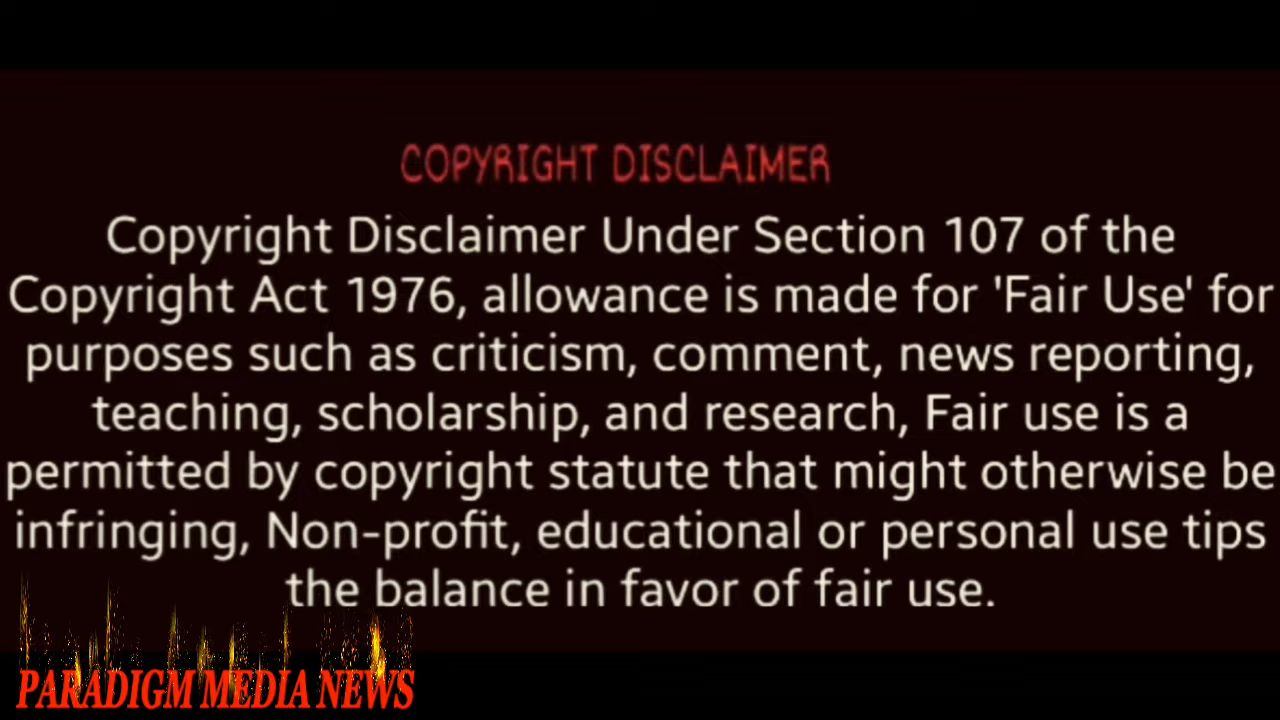 COPYRIGHT DISCLAIMER
Copyright Disclaimer Under Section 107 of the
Copyright Act 1976, allowance is made for 'Fair Use' for
purposes such as criticism, comment, news reporting,
teaching, scholarship, and research, Fair use is a
permitted by copyright statute that might otherwise be
infringing, Non-profit, educational or personal use tips
the balance in favor of fair use.
PARADIGM MEDIA NEWS